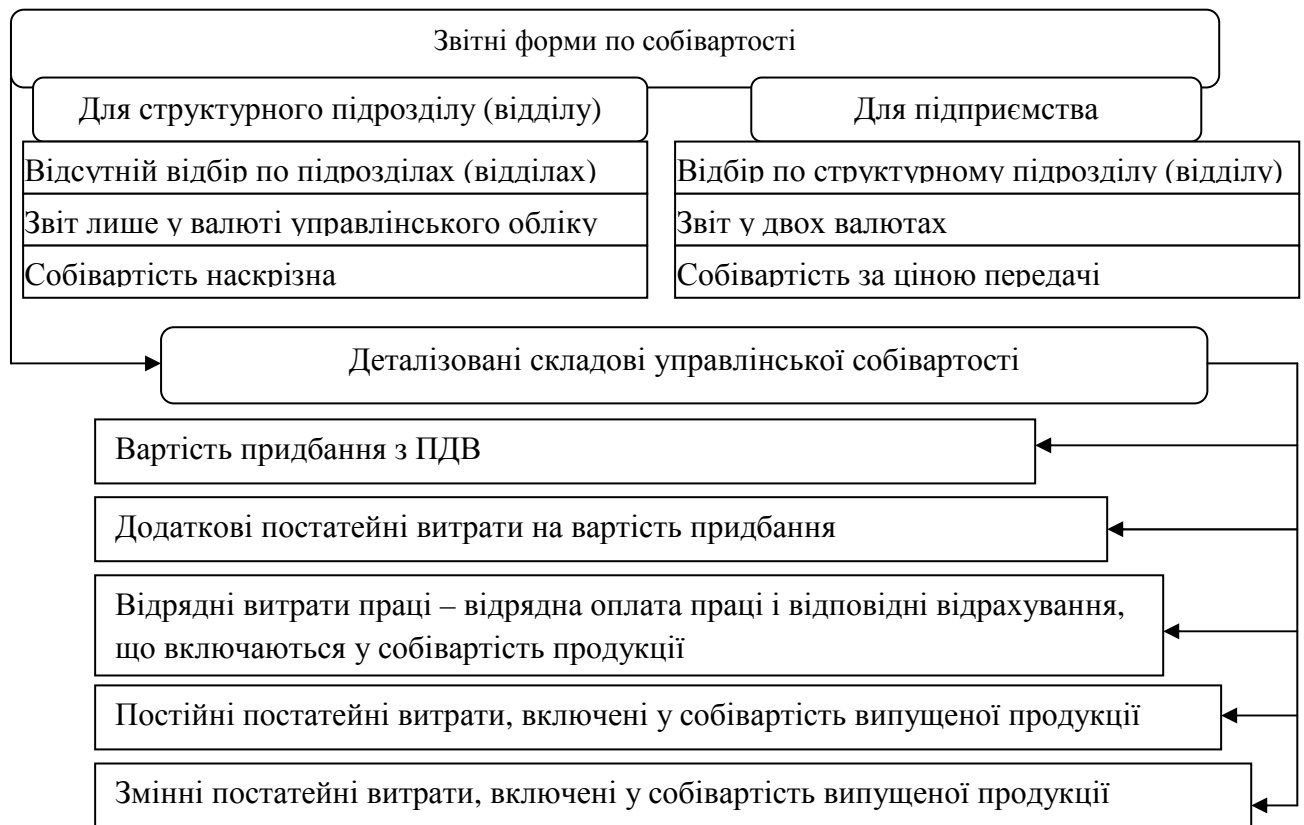 Звітні форми по собівартості
Для структурного підрозділу (відділу)
Для підприємства
Відсутній відбір по підрозділах (відділах)
Відбір по структурному підрозділу (відділу)
Звіт лише у валюті управлінського обліку
Звіт у двох валютах
Собівартість наскрізна
Собівартість за ціною передачі
Деталізовані складові управлінської собівартості
Вартість придбання з ПДВ
Додаткові постатейні витрати на вартість придбання
Відрядні витрати праці – відрядна оплата праці і відповідні відрахування,
що включаються у собівартість продукції
Постійні постатейні витрати, включені у собівартість випущеної продукції
Змінні постатейні витрати, включені у собівартість випущеної продукції